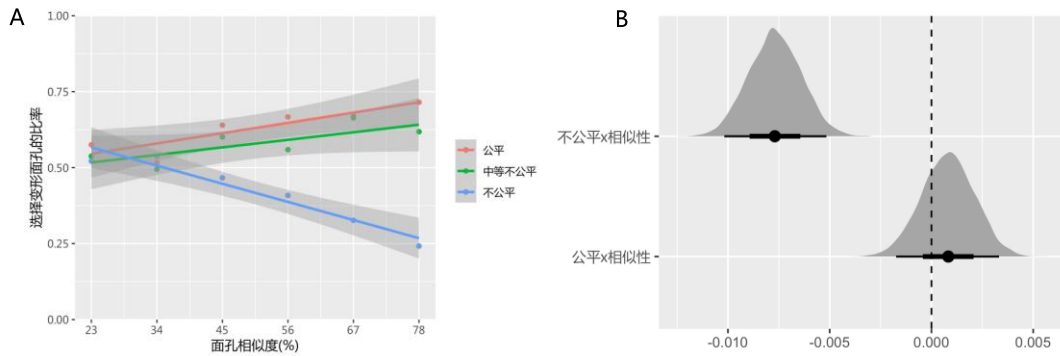 A
选择变形面孔的比率
1.00
0.75
0.50
0.25
0.00
23 34 45 56 67 78
面孔相似度(%)
公平
中等不公平
不公平
B
不公平x相似性
公平x相似性
-0.010 -0.005 0.000 0.005